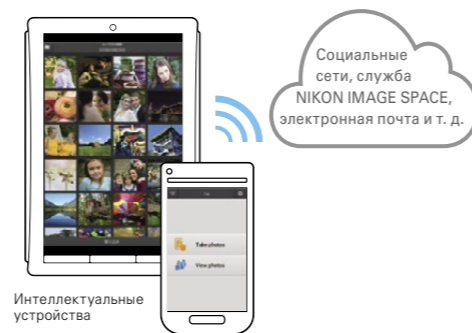 Социальные
сети, служба
NIKON IMAGE SPACE,
электронная почта и т. д.
Take photos
View photos
Интеллектуальные
устройства